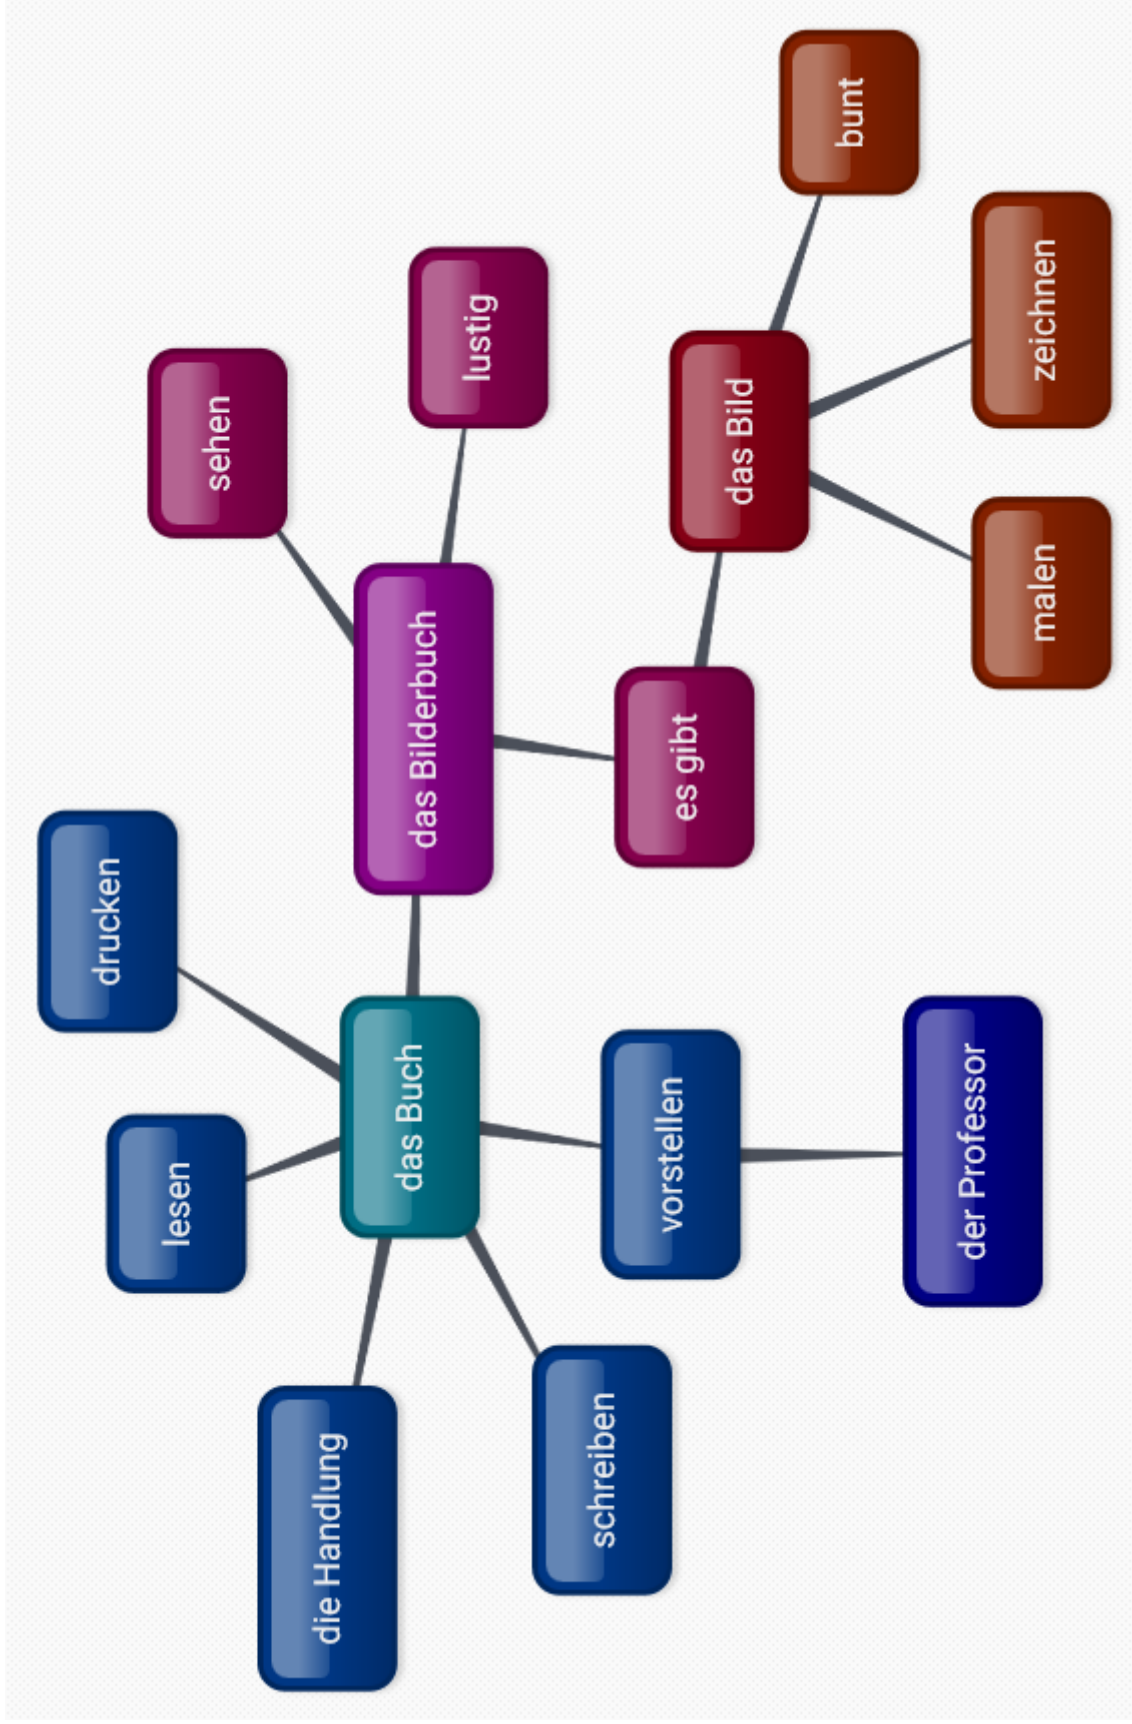 drucken
lesen
sehen
die Handlung
das Buch
das Bilderbuch
lustig
schreiben
vorstellen
es gibt
das Bild
bunt
der Professor
malen
zeichnen